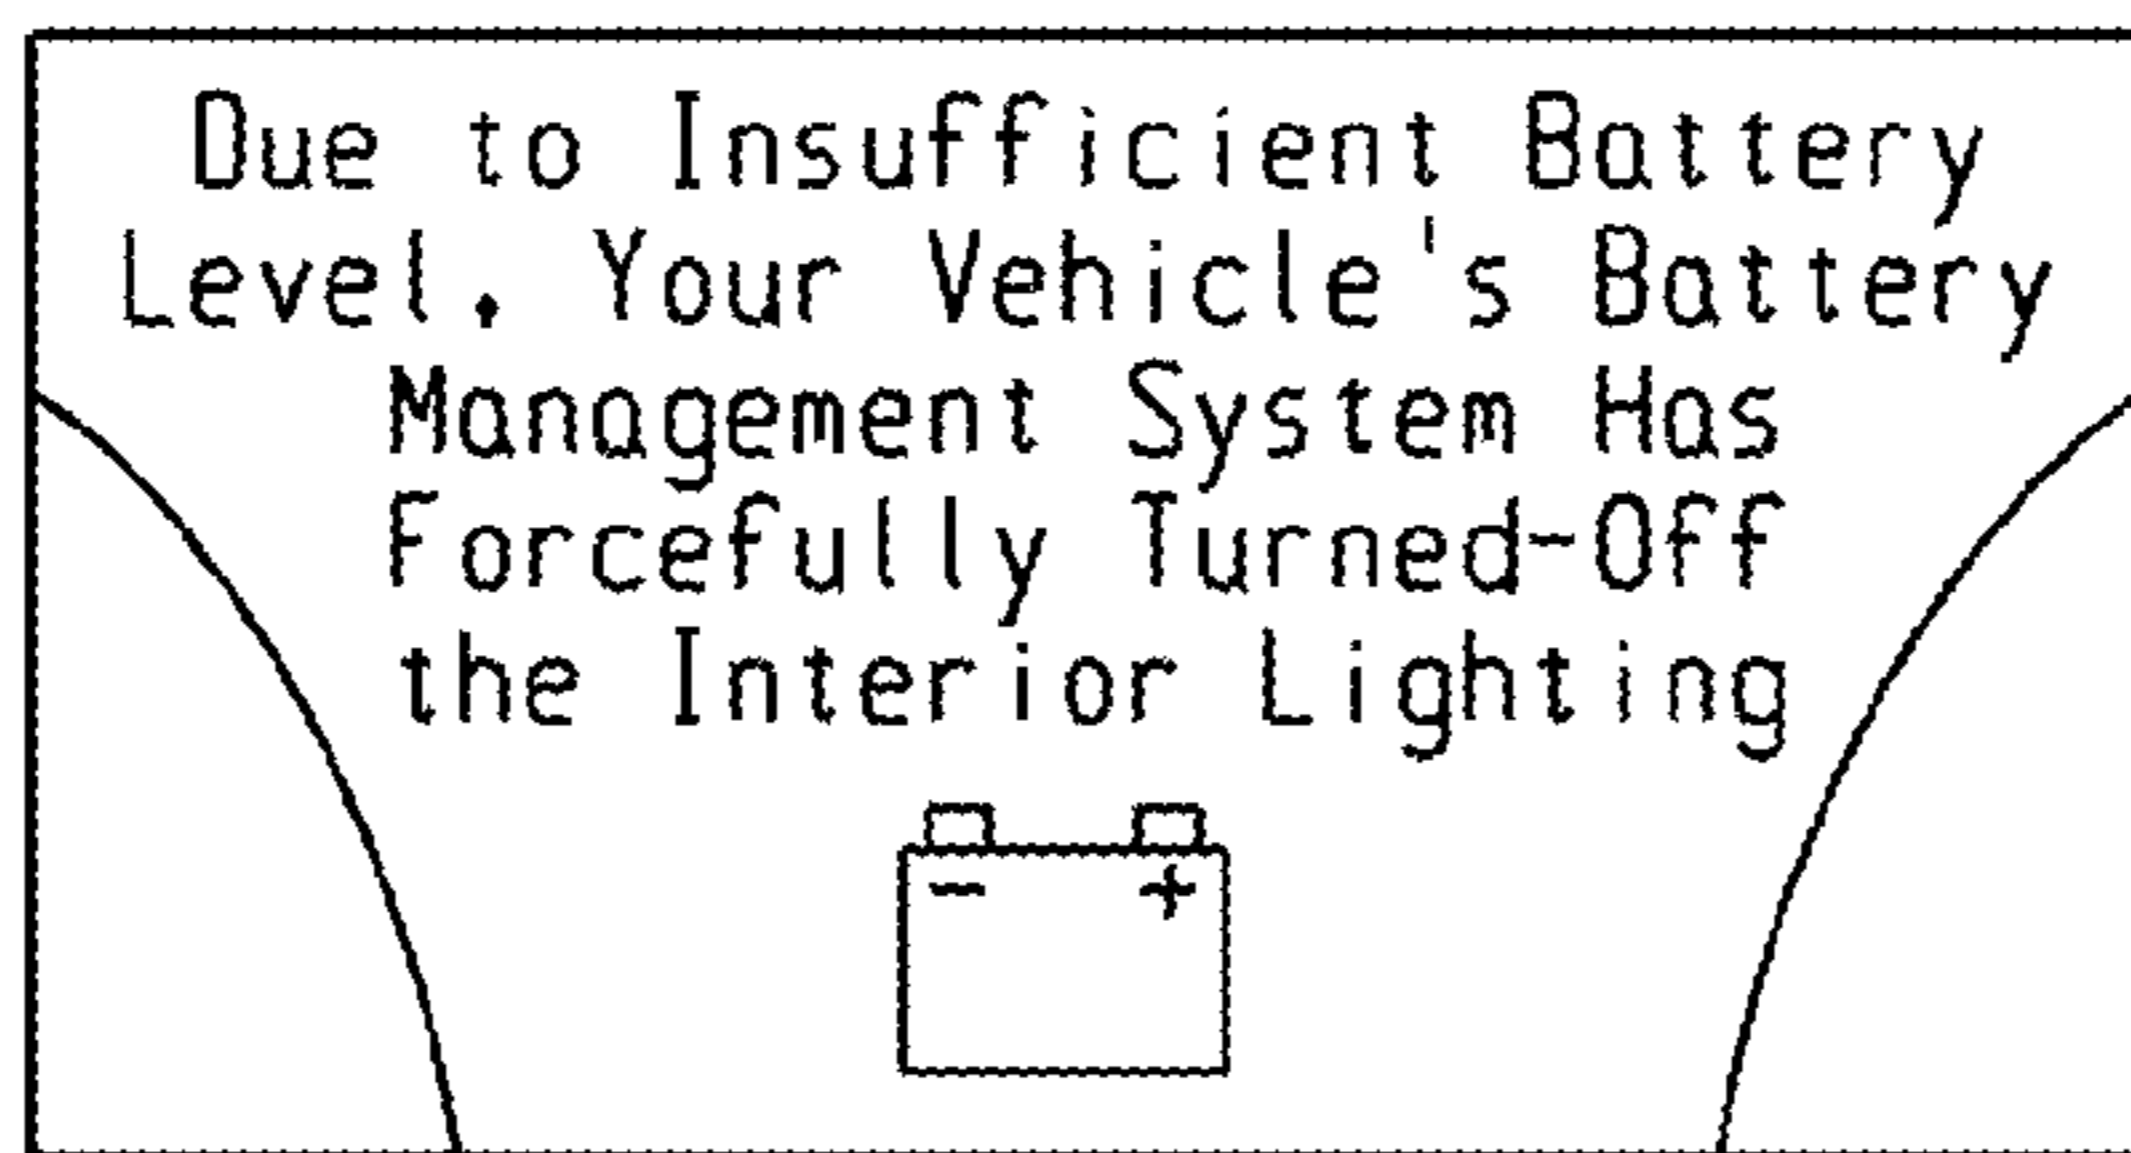 Due to Insufficient Battery
Level. Your Vehicle's Battery
Management System Has
Forcefully Turned-Off
the Interior Lighting
- +